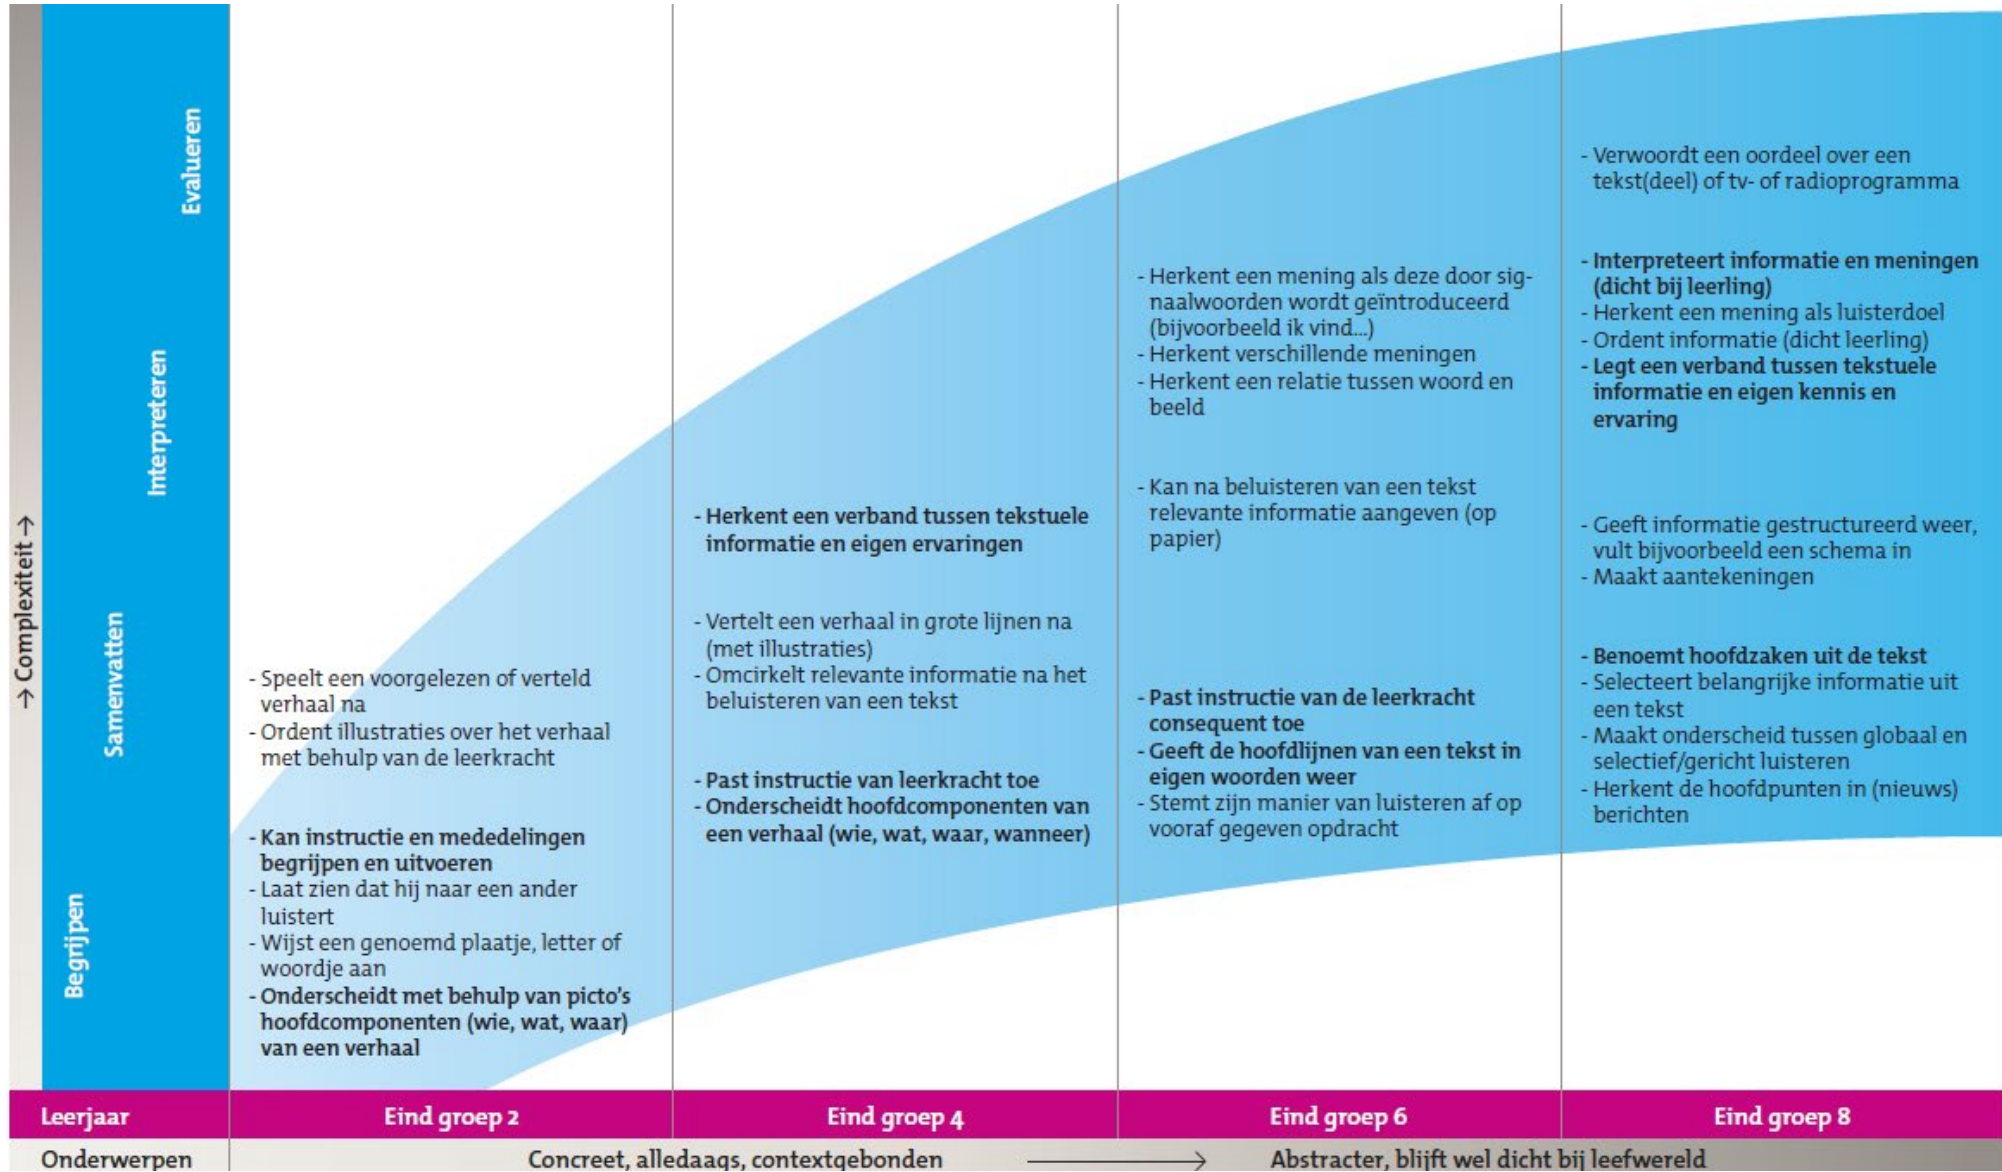 → Complexiteit →
Evalueren
Interpreteren
Samenvatten
Begrijpen
- Speelt een voorgelezen of verteld
verhaal na
- Ordent illustraties over het verhaal
met behulp van de leerkracht
- Kan instructie en mededelingen
begrijpen en uitvoeren
- Laat zien dat hij naar een ander
luistert
- Wijst een genoemd plaatje, letter of
woordje aan
- Onderscheidt met behulp van picto's
hoofdcomponenten (wie, wat, waar)
van een verhaal
- Herkent een verband tussen tekstuele
informatie en eigen ervaringen
- Vertelt een verhaal in grote lijnen na
(met illustraties)
- Omcirkelt relevante informatie na het
beluisteren van een tekst
- Past instructie van leerkracht toe
- Onderscheidt hoofdcomponenten van
een verhaal (wie, wat, waar, wanneer)
- Herkent een mening als deze door sig-
naalwoorden wordt geïntroduceerd
(bijvoorbeeld ik vind...)
- Herkent verschillende meningen
- Herkent een relatie tussen woord en
beeld
- Kan na beluisteren van een tekst
relevante informatie aangeven (op
papier)
- Past instructie van de leerkracht
consequent toe
- Geeft de hoofdlijnen van een tekst in
eigen woorden weer
- Stemt zijn manier van luisteren af op
vooraf gegeven opdracht
- Verwoordt een oordeel over een
tekst(deel) of tv- of radioprogramma
- Interpreteert informatie en meningen
(dicht bij leerling)
- Herkent een mening als luisterdoel
- Ordent informatie (dicht leerling)
- Legt een verband tussen tekstuele
informatie en eigen kennis en
ervaring
- Geeft informatie gestructureerd weer,
vult bijvoorbeeld een schema in
- Maakt aantekeningen
- Benoemt hoofdzaken uit de tekst
- Selecteert belangrijke informatie uit
een tekst
- Maakt onderscheid tussen globaal en
selectief/gericht luisteren
- Herkent de hoofdpunten in (nieuws)
berichten
Leerjaar Eind groep 2 Eind groep 4 Eind groep 6 Eind groep 8
Onderwerpen Concreet, alledaags, contextgebonden → Abstracter, blijft wel dicht bij leefwereld